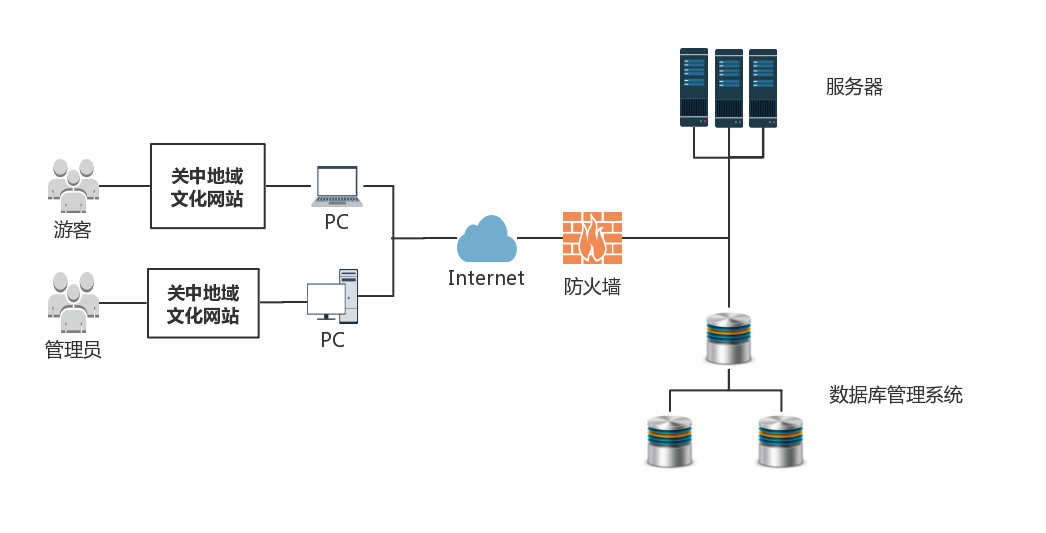 服务器
关中地域
文化网站
PC
游客
Internet
防火墙
关中地域
文化网站
PC
管理员
数据库管理系统